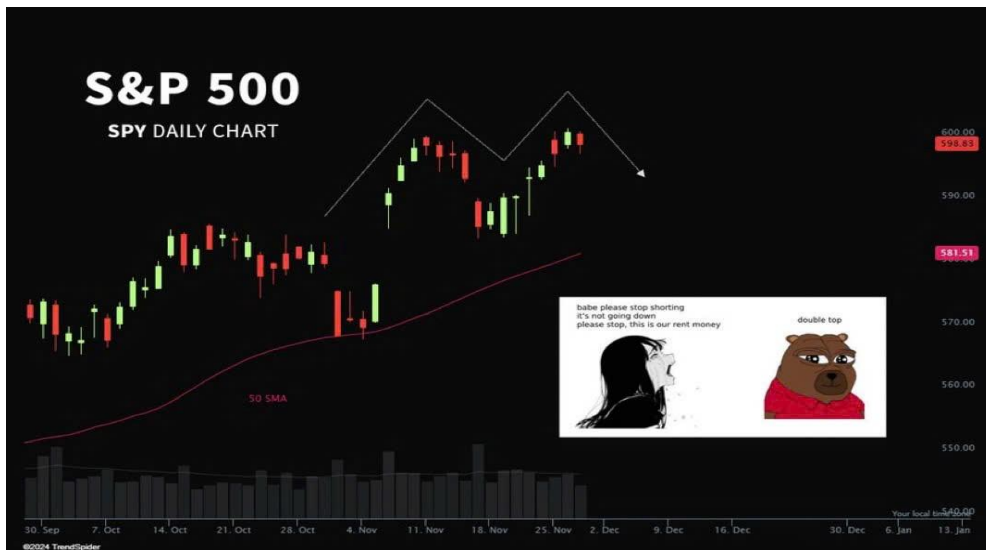 S&P 500
SPY DAILY CHART
600.00
598.83
590.00
581.51
570.00
560.00
550.00
540.00
50 SMA
babe please stop shorting
it's not going down
please stop, this is our rent money
double top
Your local time zone
30. Sep 7. Oct 14. Oct 21. Oct 28. Oct 4. Nov 11. Nov 18. Nov 25. Nov 2. Dec 9. Dec 16. Dec 30. Dec 6. Jan 13. Jan
©2024 TrendSpider